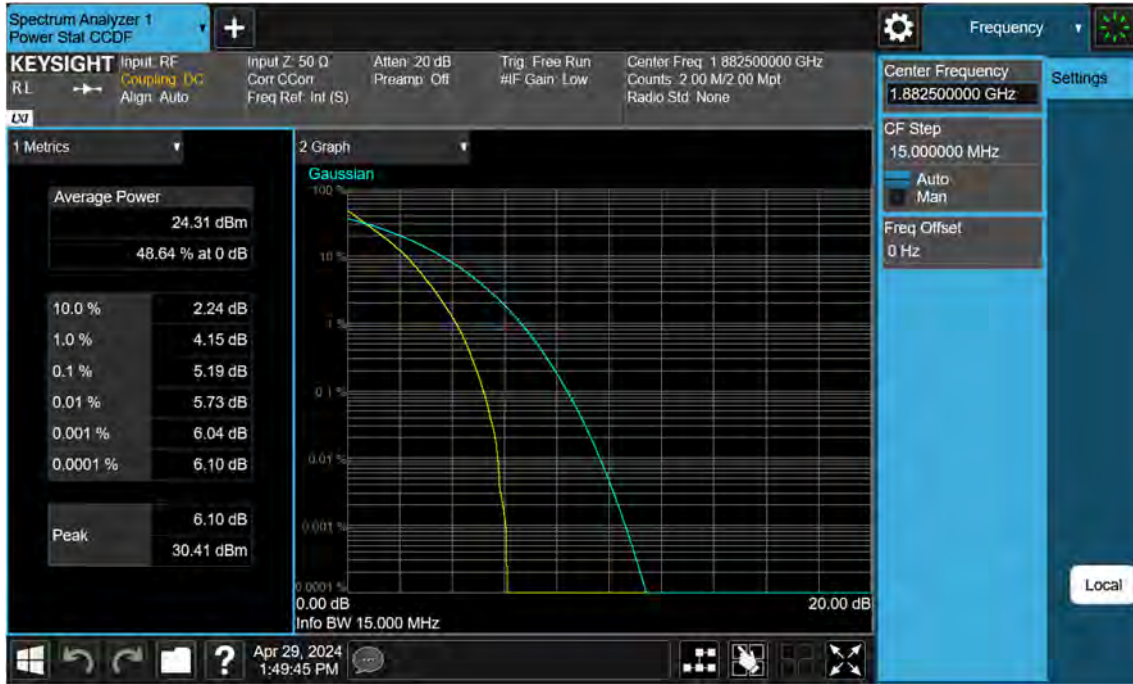 Spectrum Analyzer 1
Power Stat CCDF
Frequency
KEYSIGHT
R L
LXI
Input: RF
Coupling: DC
Align: Auto
Input Z: 50 Ω
Corr CCorr
Freq Ref: Int (S)
Atten: 20 dB
Preamp: Off
Trig: Free Run
#IF Gain: Low
Center Freq: 1.882500000 GHz
Counts: 2.00 M/2.00 Mpt
Radio Std: None
Center Frequency
1.882500000 GHz
Settings
CF Step
15.000000 MHz
Auto
Man
Freq Offset
0 Hz
1 Metrics
Average Power
24.31 dBm
48.64 % at 0 dB
10.0 % 2.24 dB
1.0 % 4.15 dB
0.1 % 5.19 dB
0.01 % 5.73 dB
0.001 % 6.04 dB
0.0001 % 6.10 dB
Peak
6.10 dB
30.41 dBm
2 Graph
Gaussian
100 %
10 %
1 %
0.1 %
0.01 %
0.001 %
0.0001 %
0.00 dB 20.00 dB
Info BW 15.000 MHz
Local
?
Apr 29, 2024
1:49:45 PM